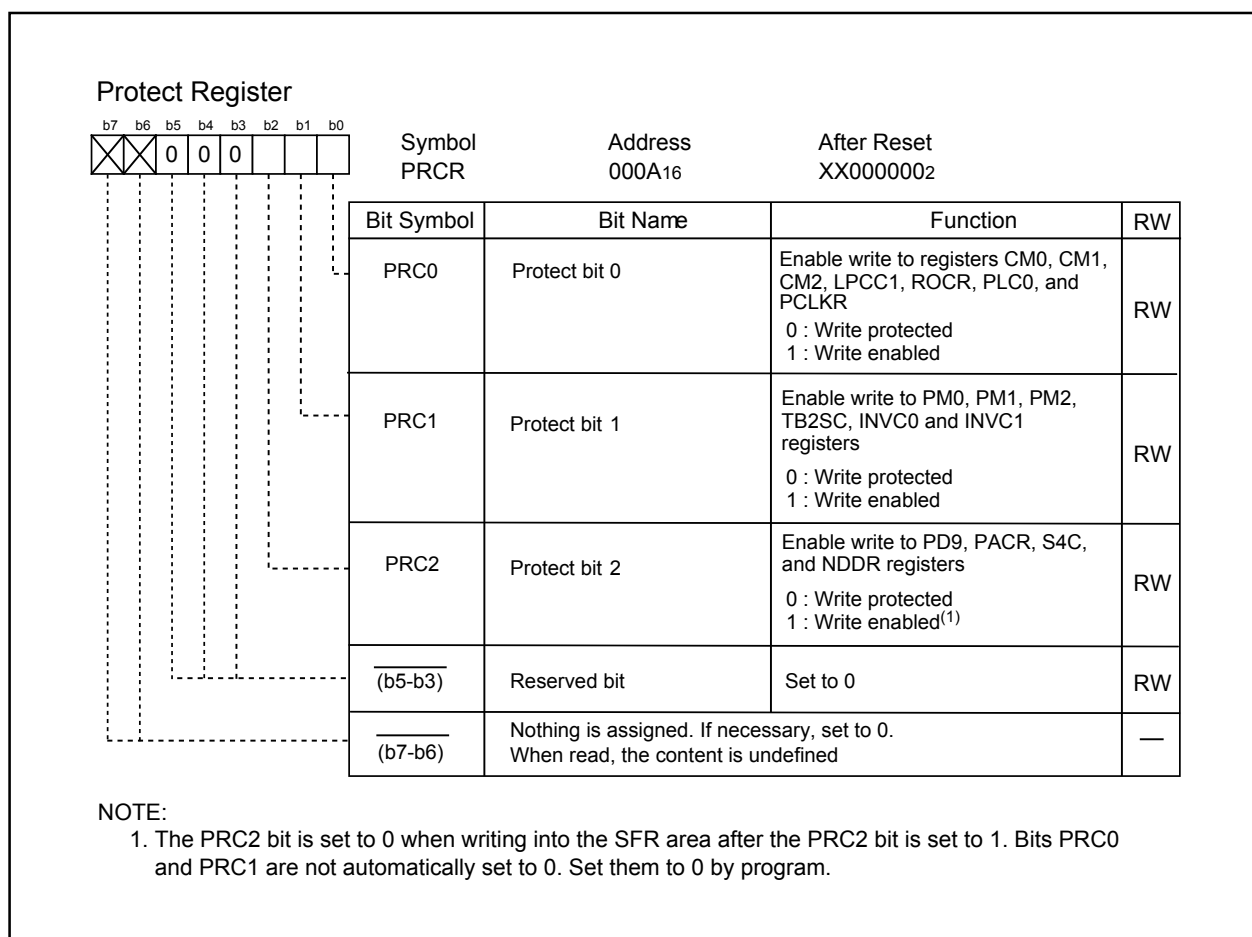 Protect Register
b7 b6 b5 b4 b3 b2 b1 b0
0 0 0
Symbol Address After Reset
PRCR 000A16 XX0000002
Bit Symbol Bit Name Function RW
PRC0 Protect bit 0 Enable write to registers CM0, CM1,
CM2, LPCC1, ROCR, PLC0, and
PCLKR
0 : Write protected
1 : Write enabled
RW
PRC1 Protect bit 1 Enable write to PM0, PM1, PM2,
TB2SC, INVC0 and INVC1
registers
0 : Write protected
1 : Write enabled
RW
PRC2 Protect bit 2 Enable write to PD9, PACR, S4C,
and NDDR registers
0 : Write protected
1 : Write enabled(1)
RW
(b5-b3) Reserved bit Set to 0 RW
(b7-b6) Nothing is assigned. If necessary, set to 0.
When read, the content is undefined
—
NOTE:
1. The PRC2 bit is set to 0 when writing into the SFR area after the PRC2 bit is set to 1. Bits PRC0
and PRC1 are not automatically set to 0. Set them to 0 by program.